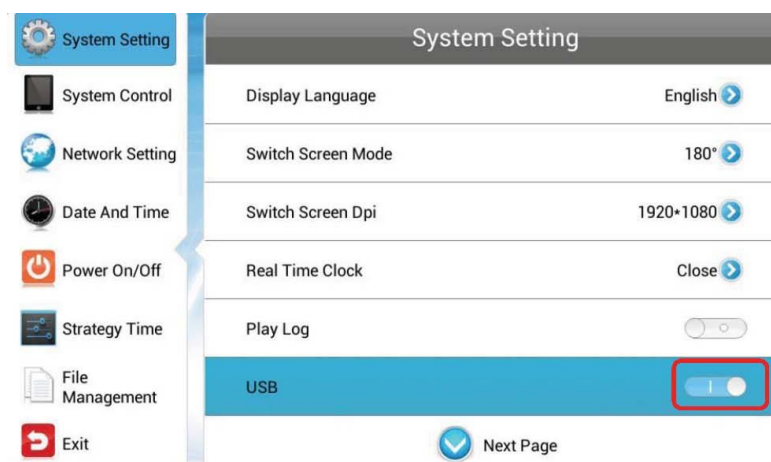 System Setting
System Control
Network Setting
Date And Time
Power On/Off
Strategy Time
File
Management
Exit
System Setting
Display Language English
Switch Screen Mode 180°
Switch Screen Dpi 1920*1080
Real Time Clock Close
Play Log
USB
Next Page